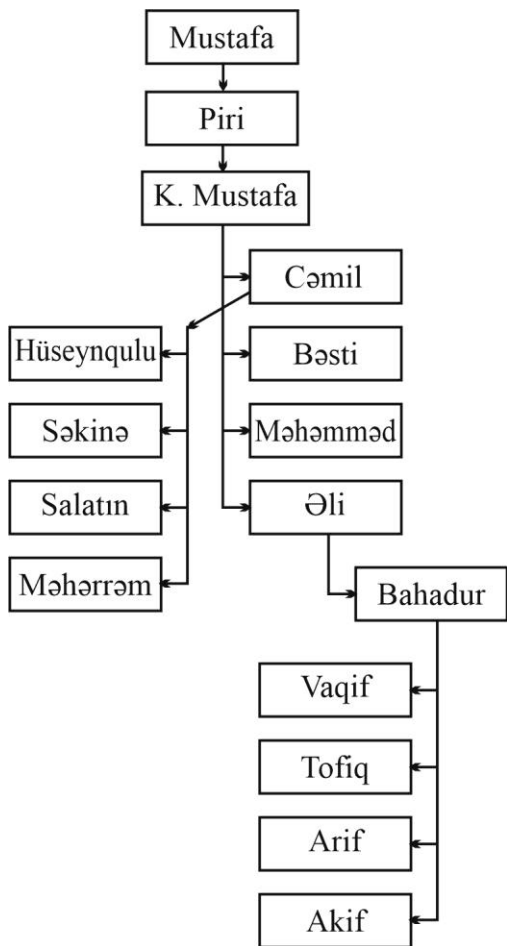 Mustafa
Piri
K. Mustafa
Cəmil
Hüseynqulu
Bəsti
Səkinə
Məhəmməd
Salatın
Əli
Məhərrəm
Bahadur
Vaqif
Tofiq
Arif
Akif